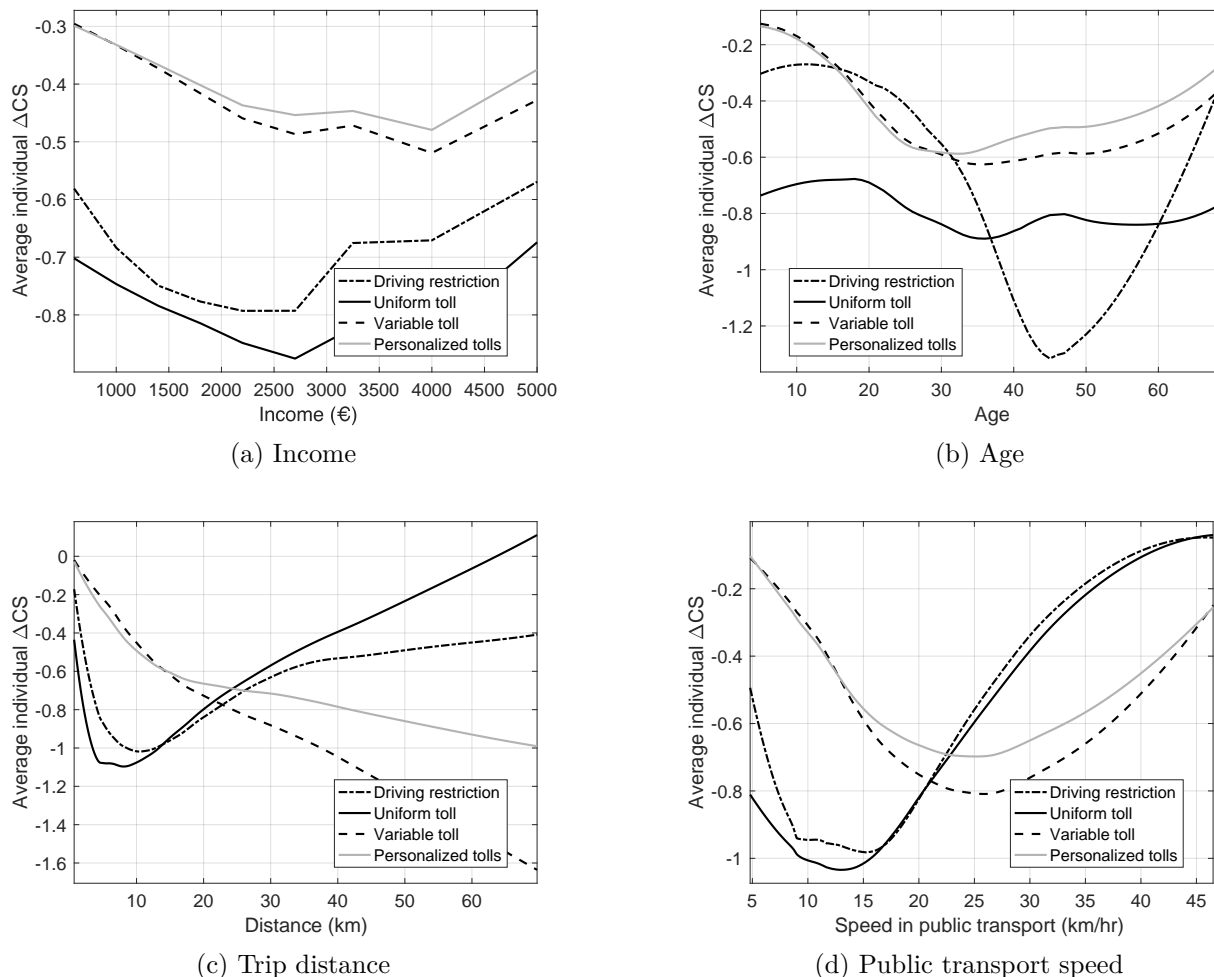 -0.3
-0.4
-0.5
-0.6
-0.7
-0.8
Average individual ΔCS
1000 1500 2000 2500 3000 3500 4000 4500 5000
Income (€)
Driving restriction
Uniform toll
Variable toll
Personalized tolls
(a) Income
-0.2
-0.4
-0.6
-0.8
-1
-1.2
Average individual ΔCS
10 20 30 40 50 60
Age
Driving restriction
Uniform toll
Variable toll
Personalized tolls
(b) Age
0
-0.2
-0.4
-0.6
-0.8
-1
-1.2
-1.4
-1.6
Average individual ΔCS
10 20 30 40 50 60
Distance (km)
Driving restriction
Uniform toll
Variable toll
Personalized tolls
(c) Trip distance
-0.2
-0.4
-0.6
-0.8
-1
Average individual ΔCS
5 10 15 20 25 30 35 40 45
Speed in public transport (km/hr)
Driving restriction
Uniform toll
Variable toll
Personalized tolls
(d) Public transport speed